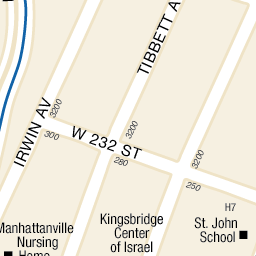 TIBBETT A
IRWIN AV
3200
300
W 232 ST
3200
280
3200
250
H7
Manhattanville
Nursing
Home
Kingsbridge
Center
of Israel
St. John
School